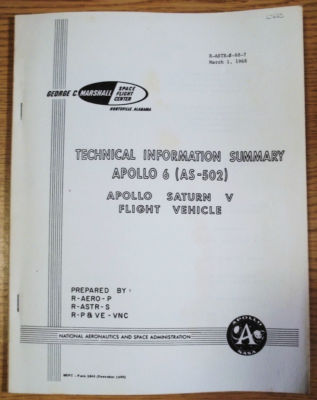 R-ASTR-S-68-7
March 1, 1968
GEORGE C. MARSHALL SPACE
FLIGHT
CENTER
HUNTSVILLE, ALABAMA
TECHNICAL INFORMATION SUMMARY
APOLLO 6 (AS-502)
APOLLO SATURN V
FLIGHT VEHICLE
PREPARED BY:
R-AERO-P
R-ASTR-S
R-P & VE-VNC
NATIONAL AERONAUTICS AND SPACE ADMINISTRATION
APOLLO
A
NASA